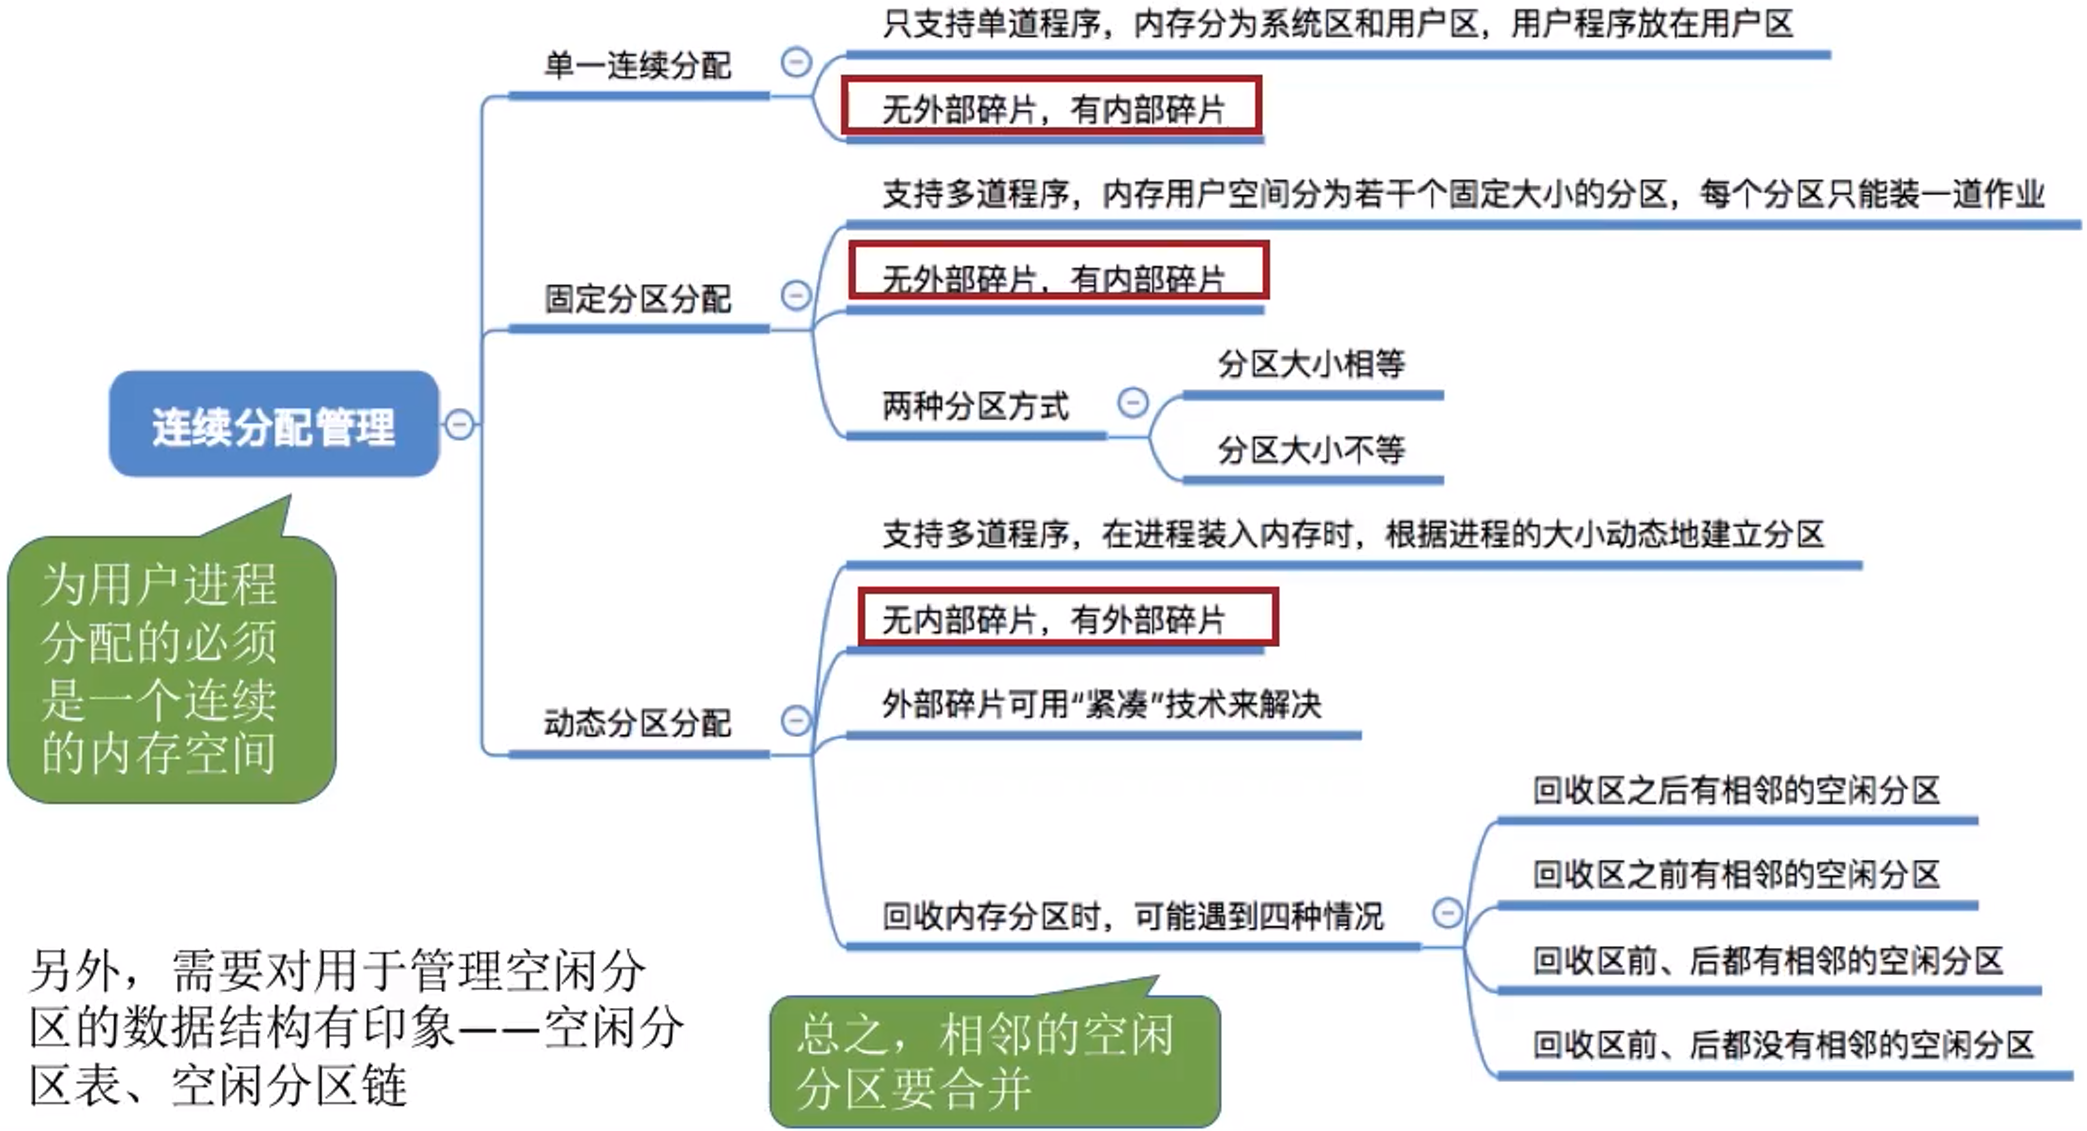 只支持单道程序，内存分为系统区和用户区，用户程序放在用户区
单一连续分配
无外部碎片，有内部碎片
支持多道程序，内存用户空间分为若干个固定大小的分区，每个分区只能装一道作业
固定分区分配
无外部碎片，有内部碎片
两种分区方式
分区大小相等
分区大小不等
连续分配管理
为用户进程
分配的必须
是一个连续
的内存空间
支持多道程序，在进程装入内存时，根据进程的大小动态地建立分区
无内部碎片，有外部碎片
动态分区分配
外部碎片可用“紧凑”技术来解决
回收内存分区时，可能遇到四种情况
回收区之后有相邻的空闲分区
回收区之前有相邻的空闲分区
回收区前、后都有相邻的空闲分区
回收区前、后都没有相邻的空闲分区
总之，相邻的空闲
分区要合并
另外，需要对用于管理空闲分
区的数据结构有印象——空闲分
区表、空闲分区链